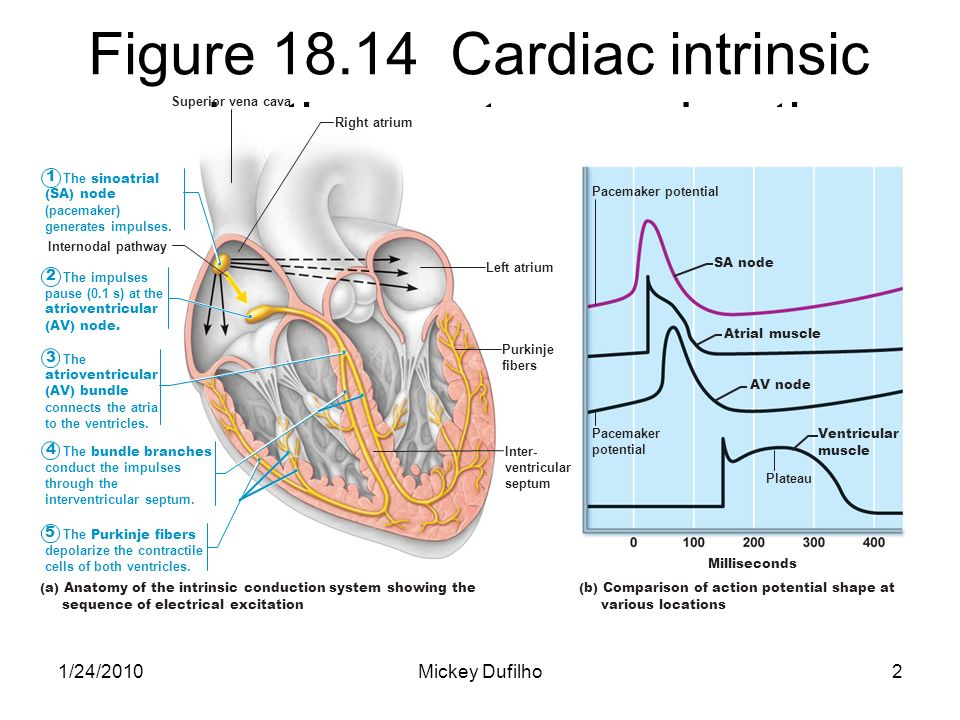 Figure 18.14 Cardiac intrinsic
Superior vena cava
Right atrium
1 The sinoatrial
(SA) node
(pacemaker)
generates impulses.
Internodal pathway
2 The impulses
pause (0.1 s) at the
atrioventricular
(AV) node.
Left atrium
3 The
atrioventricular
(AV) bundle
connects the atria
to the ventricles.
Purkinje
fibers
4 The bundle branches
conduct the impulses
through the
interventricular septum.
Inter-
ventricular
septum
5 The Purkinje fibers
depolarize the contractile
cells of both ventricles.
(a) Anatomy of the intrinsic conduction system showing the
sequence of electrical excitation
Pacemaker potential
SA node
Atrial muscle
AV node
Pacemaker
potential
Ventricular
muscle
Plateau
0 100 200 300 400
Milliseconds
(b) Comparison of action potential shape at
various locations
1/24/2010
Mickey Dufilho
2